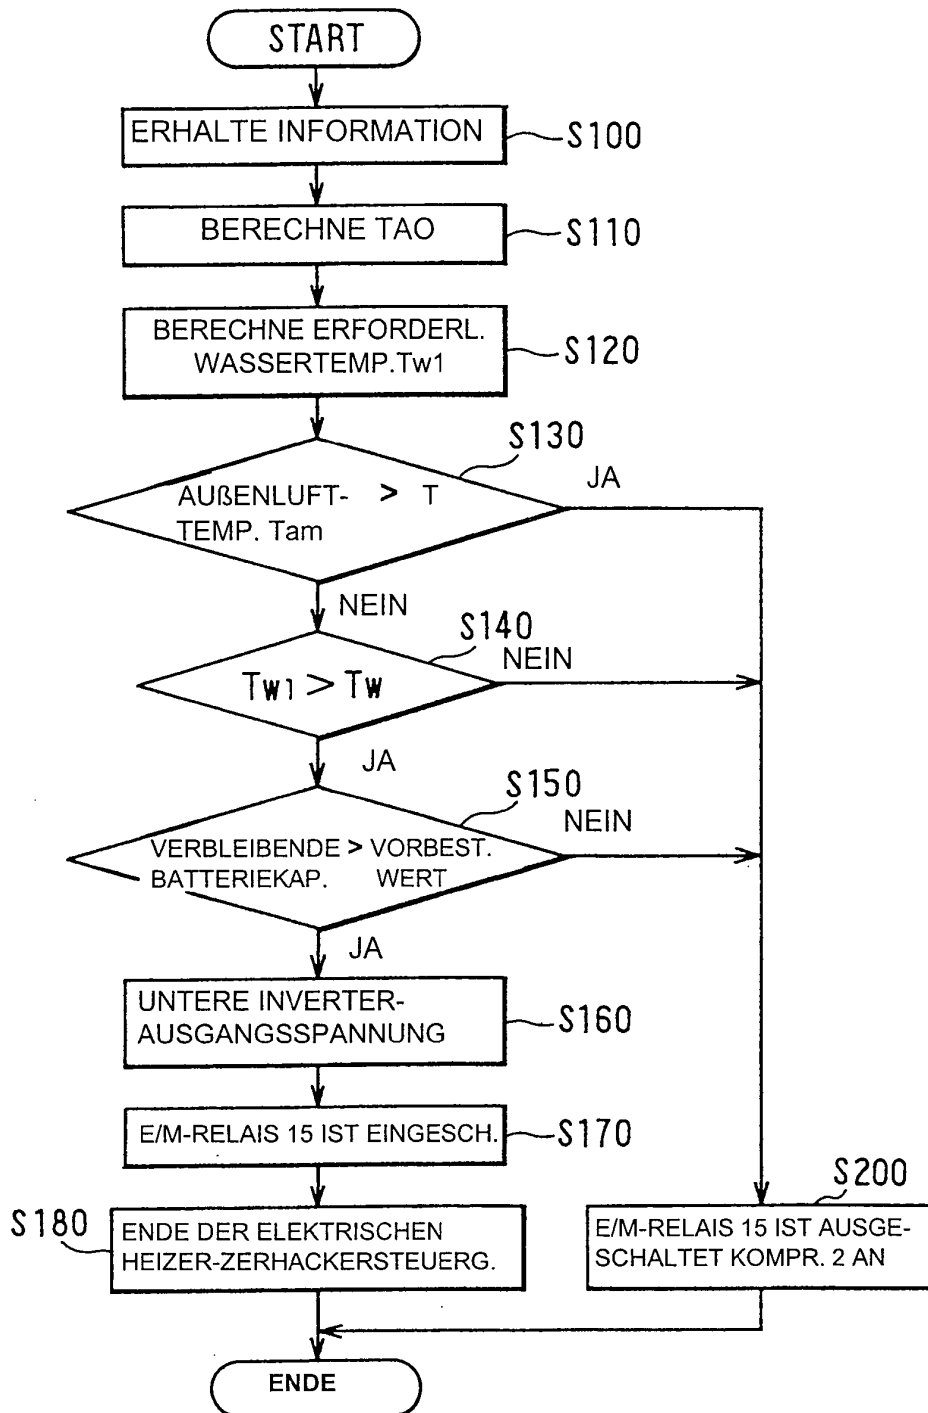 START
ERHALTE INFORMATION
S100
BERECHNE TAO
S110
BERECHNE ERFORDERL.
WASSERTEMP.Tw1
S120
S130
AUßENLUFT- > T
TEMP. Tam
JA
NEIN
S140
Tw1 > Tw
NEIN
JA
S150
VERBLEIBENDE > VORBEST.
BATTERIEKAP. WERT
NEIN
JA
UNTERE INVERTER-
AUSGANGSSPANNUNG
S160
E/M-RELAIS 15 IST EINGESCH.
S170
S180
ENDE DER ELEKTRISCHEN
HEIZER-ZERHACKERSTEUERG.
S200
E/M-RELAIS 15 IST AUSGE-
SCHALTET KOMPR. 2 AN
ENDE